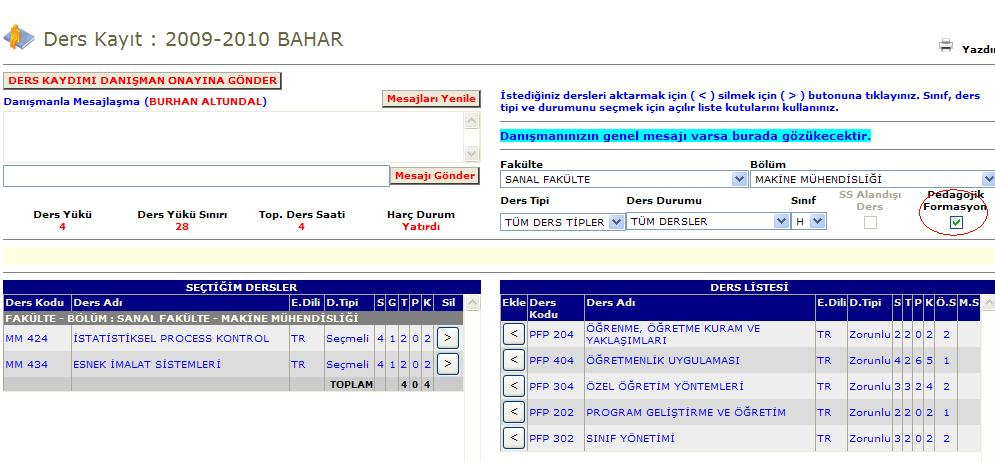 Ders Kayıt : 2009-2010 BAHAR
Yazdır
DERS KAYDIMI DANIŞMAN ONAYINA GÖNDER
Danışmanla Mesajlaşma (BURHAN ALTUNDAL)
Mesajları Yenile
Mesajı Gönder
Ders Yükü Ders Yükü Sınırı Top. Ders Saati Harç Durum
4 28 4 Yatırdı
İstediğiniz dersleri aktarmak için ( < ) silmek için ( > ) butonuna tıklayınız. Sınıf, ders
tipi ve durumunu seçmek için açılır liste kutularını kullanınız.
Danışmanınızın genel mesajı varsa burada gözükecektir.
Fakülte Bölüm
SANAL FAKÜLTE MAKİNE MÜHENDİSLİĞİ
Ders Tipi Ders Durumu Sınıf SS Alandışı Ders Pedagojik Formasyon
TÜM DERS TİPLER TÜM DERSLER H
SEÇTİĞİM DERSLER
Ders Kodu Ders Adı E.Dili D.Tipi S G T P K Sil
FAKÜLTE - BÖLÜM : SANAL FAKÜLTE - MAKİNE MÜHENDİSLİĞİ
MM 424 İSTATİSTİKSEL PROCESS KONTROL TR Seçmeli 4 1 2 0 2 >
MM 434 ESNEK İMALAT SİSTEMLERİ TR Seçmeli 4 1 2 0 2 >
TOPLAM 4 0 4
DERS LİSTESİ
Ekle Ders Kodu Ders Adı E.Dili D.Tipi S T P K Ö.S M.S
< PFP 204 ÖĞRENME, ÖĞRETME KURAM VE YAKLAŞIMLARI TR Zorunlu 2 2 0 2 2
< PFP 404 ÖĞRETMENLİK UYGULAMASI TR Zorunlu 4 2 6 5 1
< PFP 304 ÖZEL ÖĞRETİM YÖNTEMLERİ TR Zorunlu 3 3 2 4 2
< PFP 202 PROGRAM GELİŞTİRME VE ÖĞRETİM TR Zorunlu 2 2 0 2 1
< PFP 302 SINIF YÖNETİMİ TR Zorunlu 3 2 0 2 2